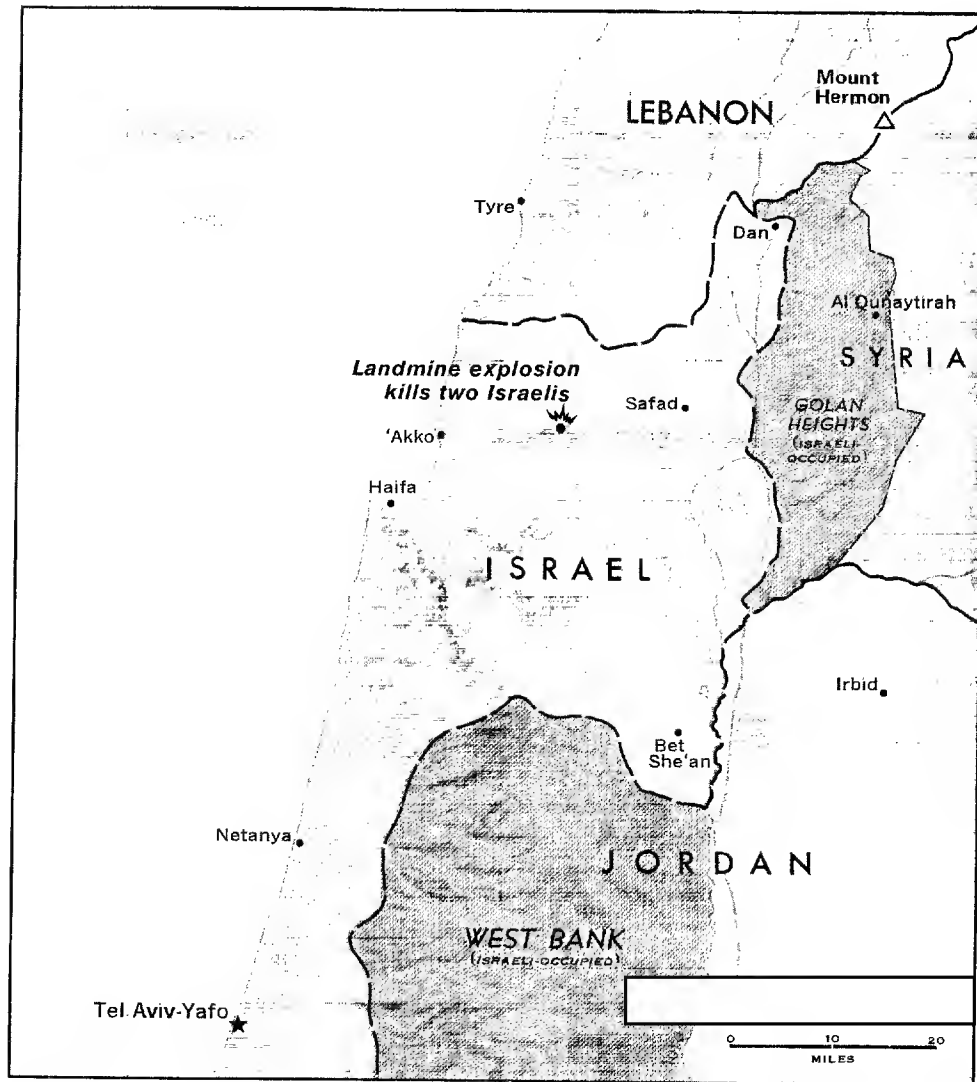 Mount
Hermon
LEBANON
Tyre
Dan
Al Qunaytirah
SYRIA
Landmine explosion
kills two Israelis
Safad
GOLAN
HEIGHTS
(ISRAELI-
OCCUPIED)
'Akko
Haifa
ISRAEL
Irbid
Bet
She'an
Netanya
JORDAN
WEST BANK
(ISRAELI-OCCUPIED)
Tel Aviv-Yafo
0 20
MILES